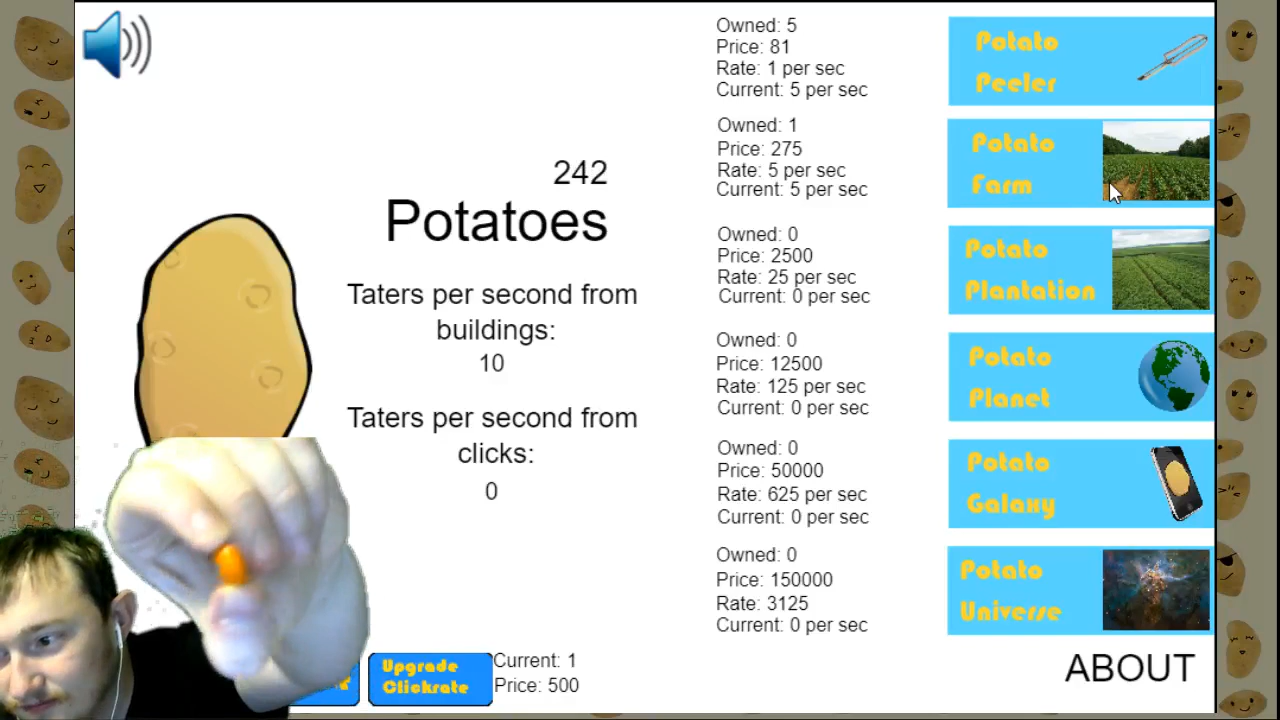 242
Potatoes
Taters per second from
buildings:
10
Taters per second from
clicks:
0
Owned: 5
Price: 81
Rate: 1 per sec
Current: 5 per sec
Owned: 1
Price: 275
Rate: 5 per sec
Current: 5 per sec
Owned: 0
Price: 2500
Rate: 25 per sec
Current: 0 per sec
Owned: 0
Price: 12500
Rate: 125 per sec
Current: 0 per sec
Owned: 0
Price: 50000
Rate: 625 per sec
Current: 0 per sec
Owned: 0
Price: 150000
Rate: 3125
Current: 0 per sec
Potato
Peeler
Potato
Farm
Potato
Plantation
Potato
Planet
Potato
Galaxy
Potato
Universe
Upgrade
Clickrate
Current: 1
Price: 500
ABOUT